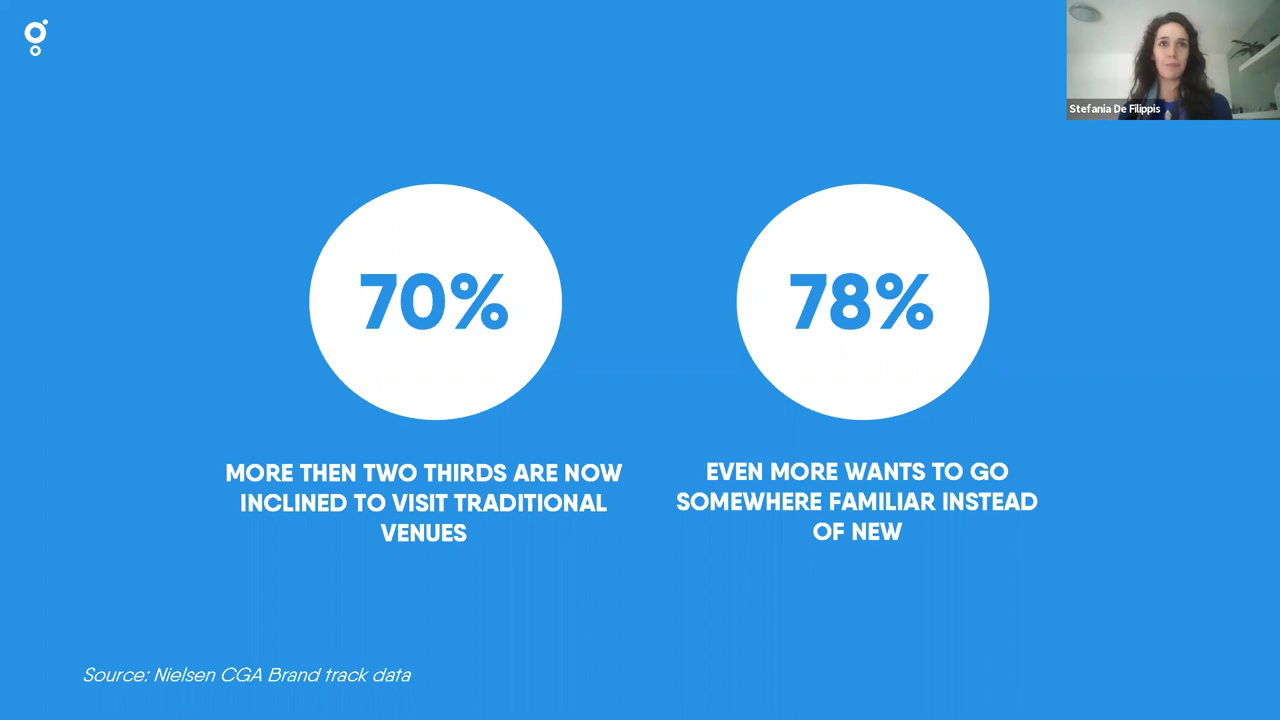 Stefania De Filippis
70%
78%
MORE THEN TWO THIRDS ARE NOW
INCLINED TO VISIT TRADITIONAL
VENUES
EVEN MORE WANTS TO GO
SOMEWHERE FAMILIAR INSTEAD
OF NEW
Source: Nielsen CGA Brand track data